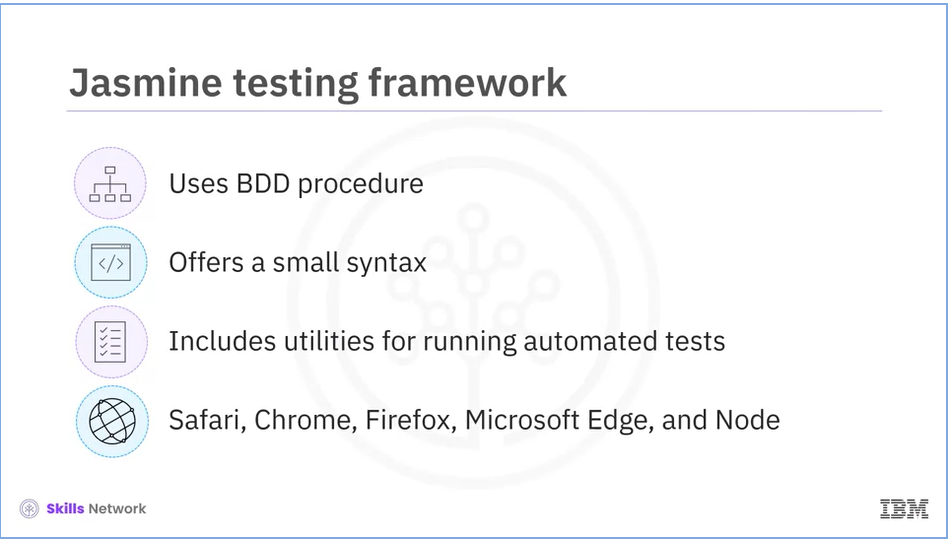 Jasmine testing framework
Uses BDD procedure
Offers a small syntax
Includes utilities for running automated tests
Safari, Chrome, Firefox, Microsoft Edge, and Node
Skills Network
IBM